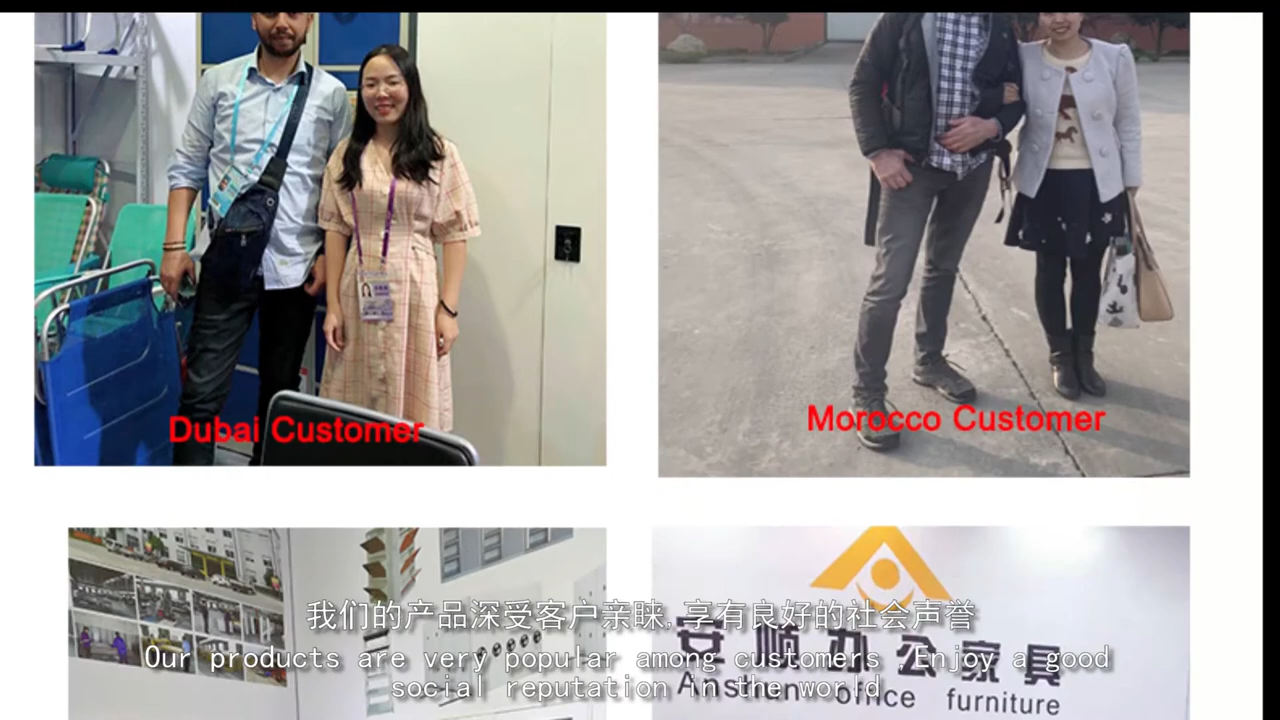 Dubai Customer
Morocco Customer
安顺办公家具
office furniture
我们的产品深受客户亲睐,享有良好的社会声誉
Our products are very popular among customers ,Enjoy a good
social reputation in the world